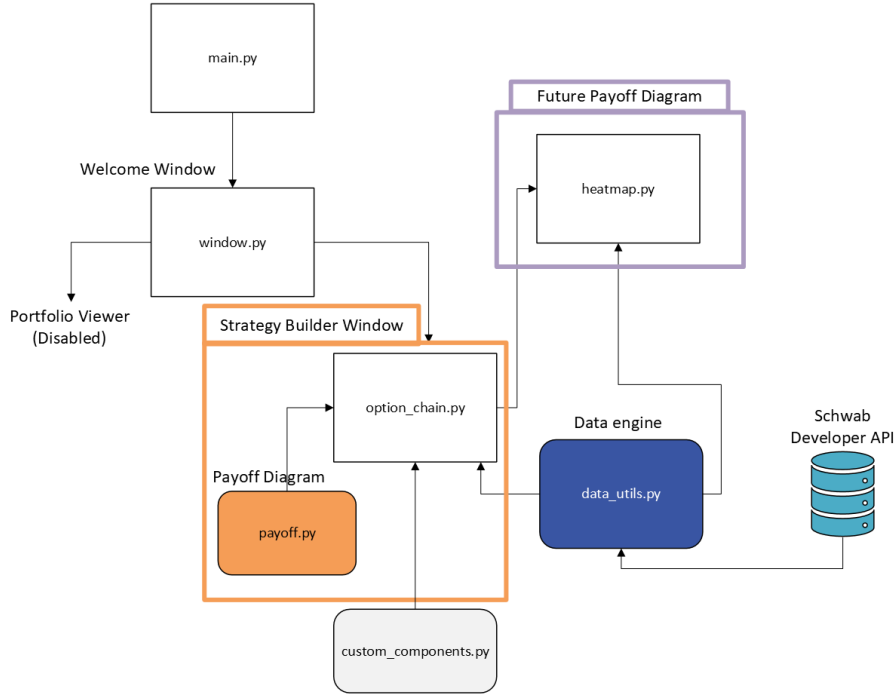 main.py
Future Payoff Diagram
Welcome Window
heatmap.py
window.py
Portfolio Viewer
(Disabled)
Strategy Builder Window
option_chain.py
Schwab
Developer API
Data engine
Payoff Diagram
data_utils.py
payoff.py
custom_components.py